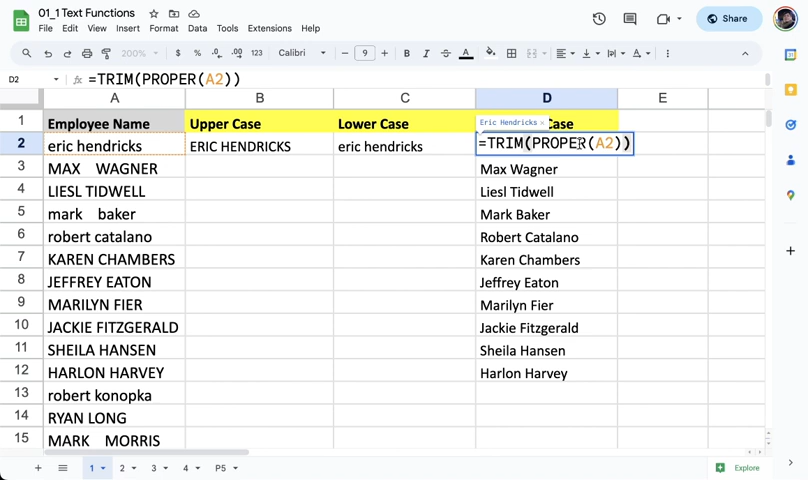 01_1 Text Functions
File Edit View Insert Format Data Tools Extensions Help
Share
150% $ % .0 .00 123 Calibri 9 B I A
D2 fx =TRIM(PROPER(A2))
A B C D E
1 Employee Name Upper Case Lower Case Case
Eric Hendricks ×
2 eric hendricks ERIC HENDRICKS eric hendricks =TRIM(PROPER(A2))
3 MAX WAGNER Max Wagner
4 LIESL TIDWELL Liesl Tidwell
5 mark baker Mark Baker
6 robert catalano Robert Catalano
7 KAREN CHAMBERS Karen Chambers
8 JEFFREY EATON Jeffrey Eaton
9 MARILYN FIER Marilyn Fier
10 JACKIE FITZGERALD Jackie Fitzgerald
11 SHEILA HANSEN Sheila Hansen
12 HARLON HARVEY Harlon Harvey
13 robert konopka
14 RYAN LONG
15 MARK MORRIS
1 2 3 4 P5 Explore